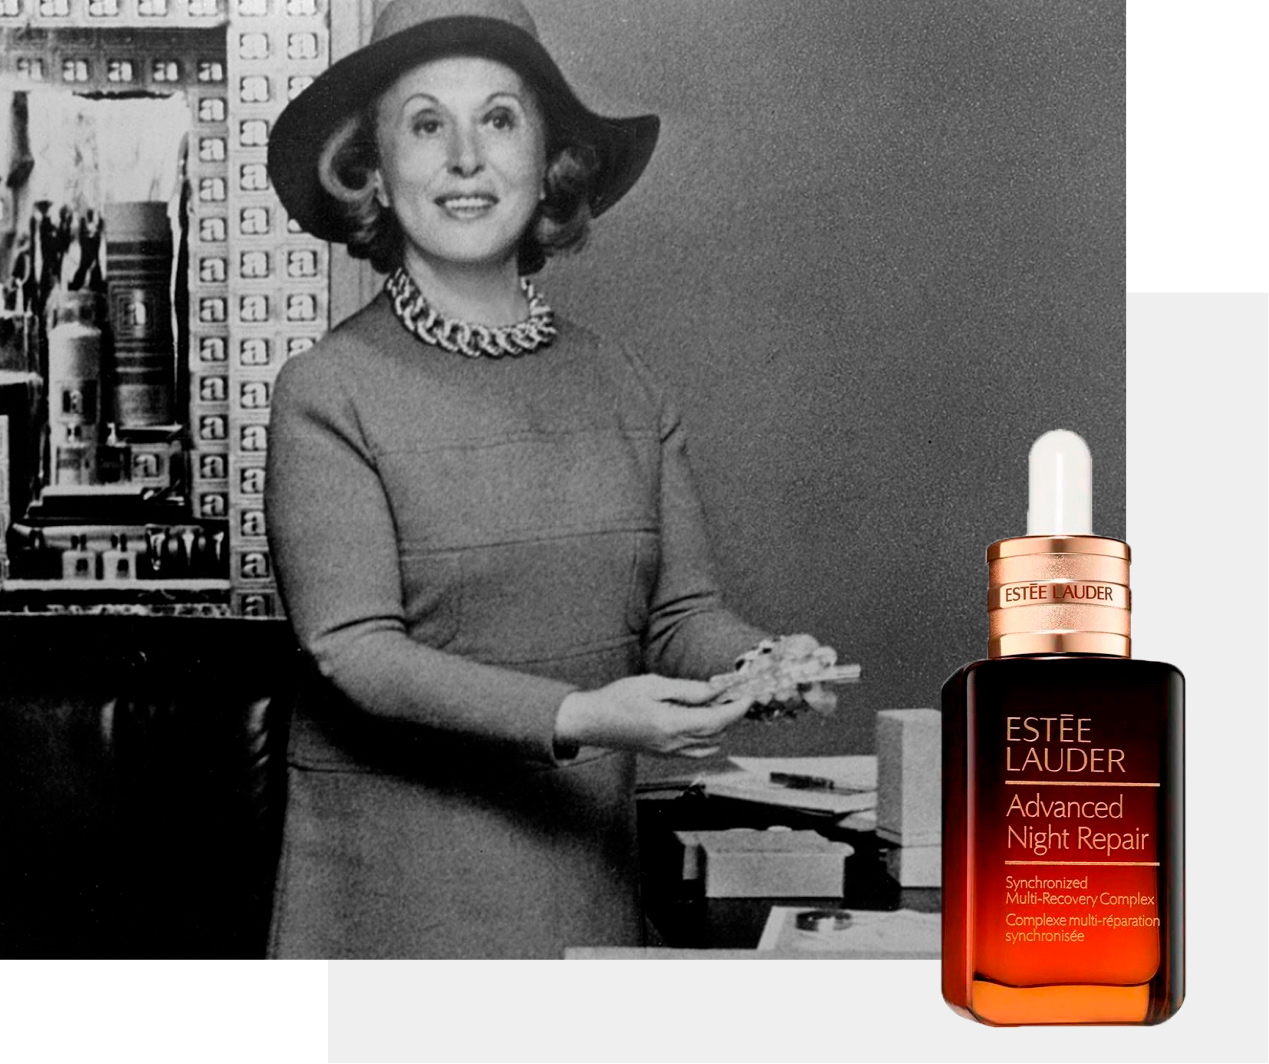 ESTĒE LAUDER
ESTĒE
LAUDER
Advanced
Night Repair
Synchronized
Multi-Recovery Complex
Complexe multi-réparation
synchronisée
a a
a a a a a a
a a
a
a a
a a a
a a a
a a a
a a a
a a
a a
a a a
a a
a
a